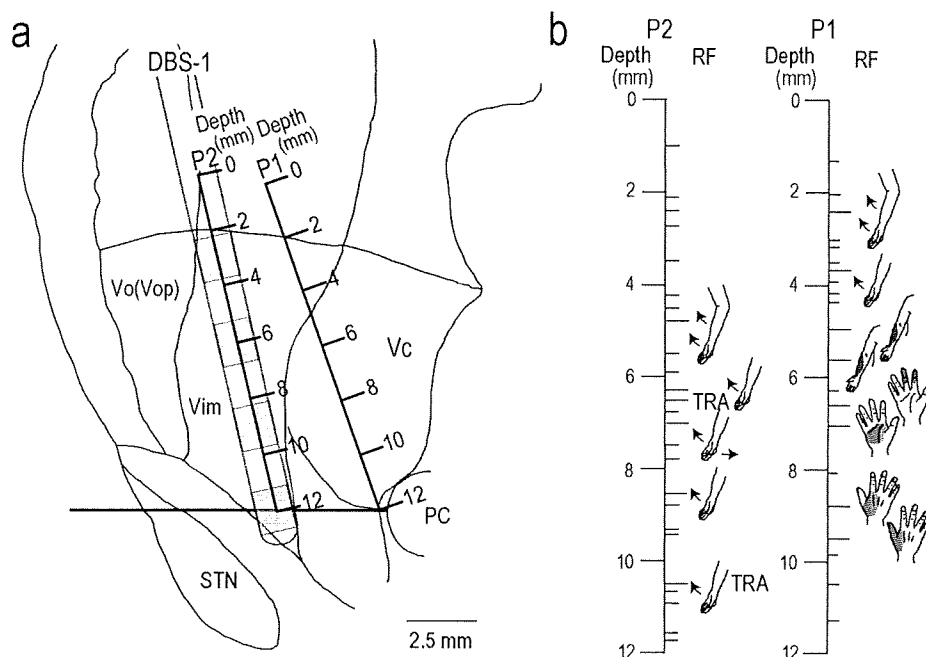 a
DBS-1
Depth
(mm)
Depth
(mm)
P2
0
P1
0
2
2
4
4
Vo(Vop)
6
6
Vc
8
8
Vim
10
10
12
12
PC
STN
2.5 mm
b
P2
P1
Depth
(mm)
RF
Depth
(mm)
RF
0
0
2
2
4
4
6
6
TRA
8
8
10
10
TRA
12
12